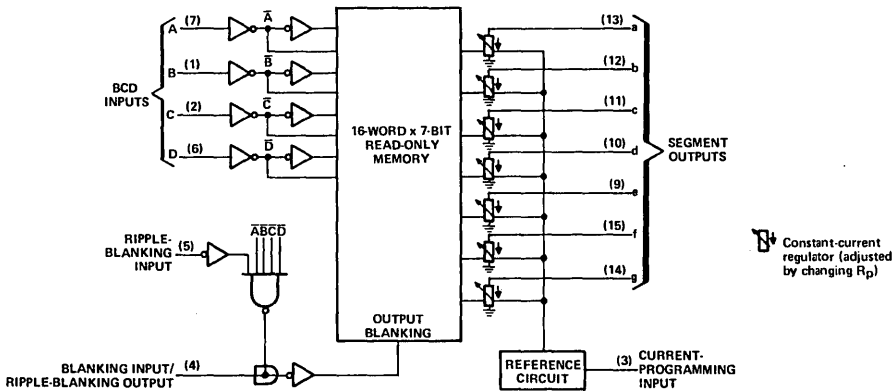 A (7)
B (1)
C (2)
D (6)
BCD
INPUTS
A̅
B̅
C̅
D̅
16-WORD x 7-BIT
READ-ONLY
MEMORY
OUTPUT
BLANKING
(13) a
(12) b
(11) c
(10) d
(9) e
(15) f
(14) g
SEGMENT
OUTPUTS
Constant-current
regulator (adjusted
by changing Rp)
A̅B̅C̅D̅
RIPPLE-
BLANKING
INPUT
(5)
BLANKING INPUT/
RIPPLE-BLANKING OUTPUT
(4)
REFERENCE
CIRCUIT
(3) CURRENT-
PROGRAMMING
INPUT